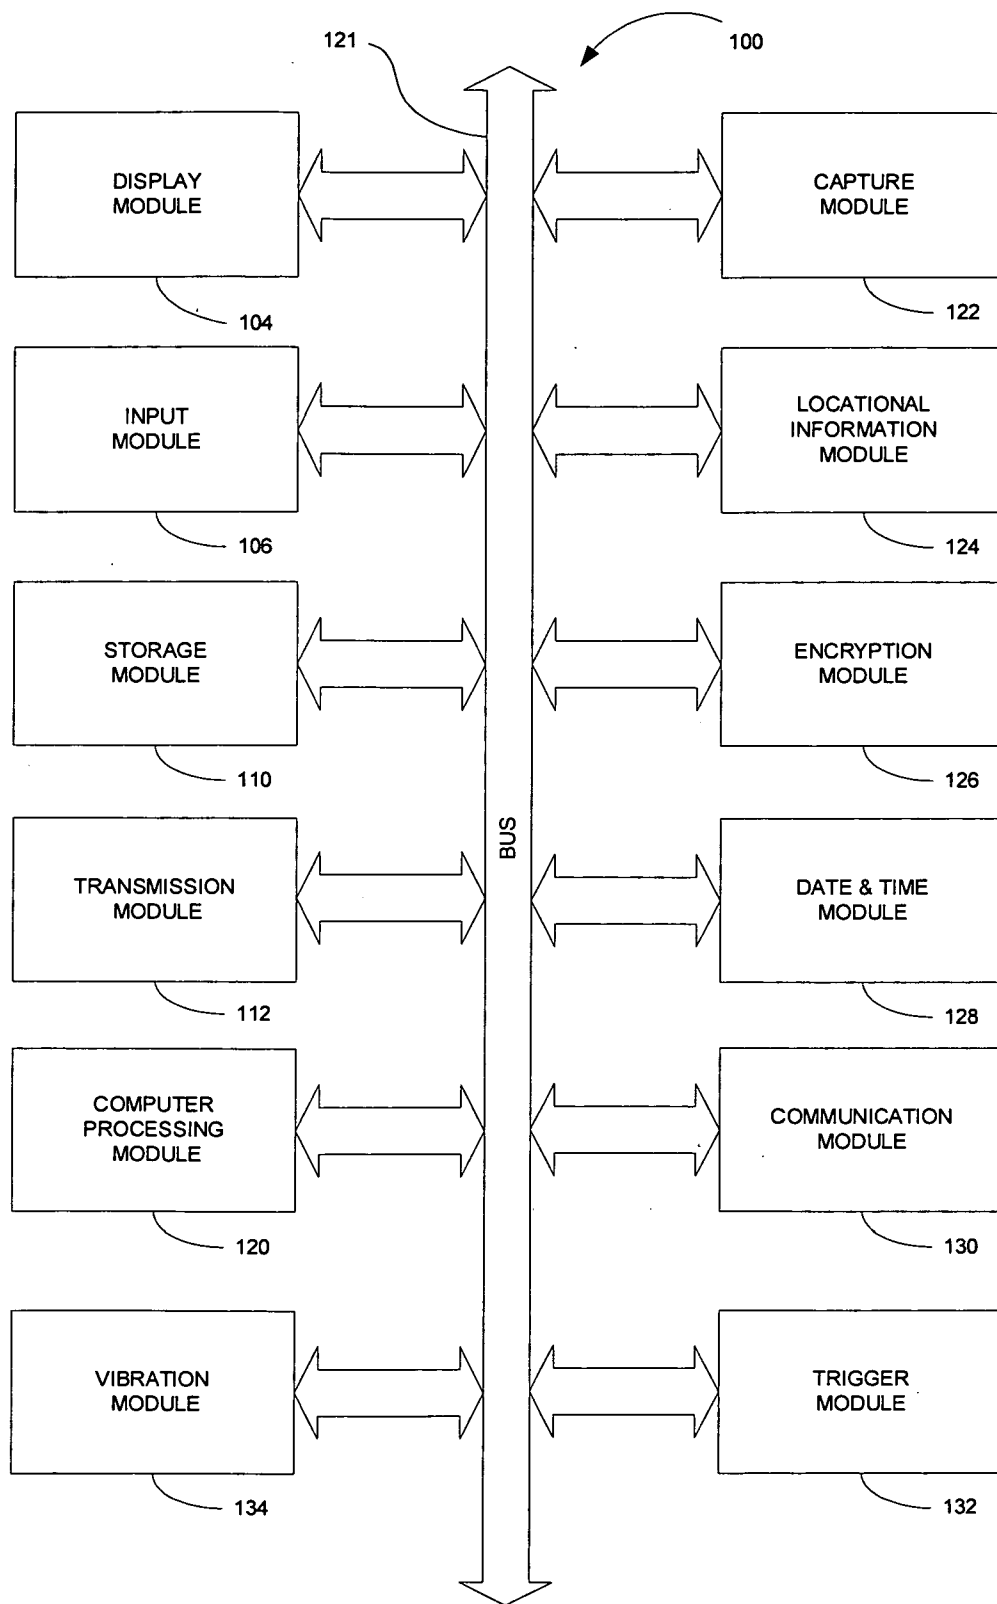 121
100
DISPLAY
MODULE
104
CAPTURE
MODULE
122
INPUT
MODULE
106
LOCATIONAL
INFORMATION
MODULE
124
STORAGE
MODULE
110
ENCRYPTION
MODULE
126
BUS
TRANSMISSION
MODULE
112
DATE & TIME
MODULE
128
COMPUTER
PROCESSING
MODULE
120
COMMUNICATION
MODULE
130
VIBRATION
MODULE
134
TRIGGER
MODULE
132